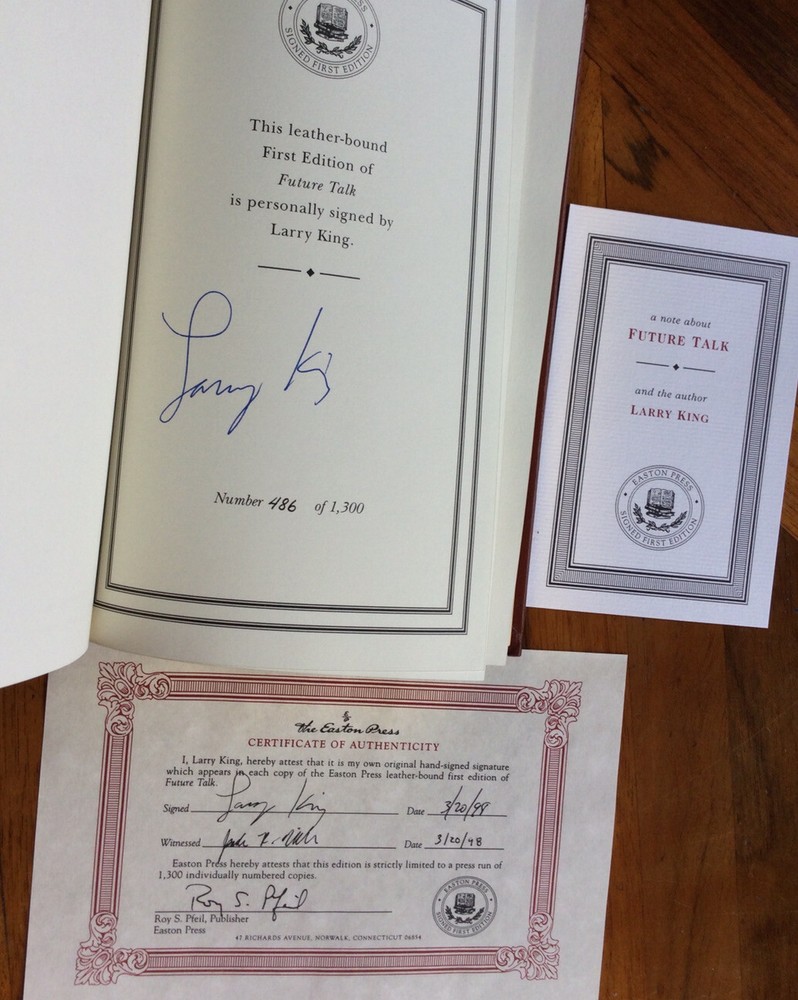 SIGNED FIRST EDITION
This leather-bound
First Edition of
Future Talk
is personally signed by
Larry King.
Larry King
Number 486 of 1,300
a note about
FUTURE TALK
and the author
LARRY KING
EASTON PRESS
SIGNED FIRST EDITION
The Easton Press
CERTIFICATE OF AUTHENTICITY
I, Larry King, hereby attest that it is my own original hand-signed signature
which appears in each copy of the Easton Press leather-bound first edition of
Future Talk.
Signed Larry King Date 3/20/98
Witnessed Date 3/20/98
Easton Press hereby attests that this edition is strictly limited to a press run of
1,300 individually numbered copies.
Roy S. Pfeil
Roy S. Pfeil, Publisher
Easton Press
EASTON PRESS
SIGNED FIRST EDITION
47 RICHARDS AVENUE, NORWALK, CONNECTICUT 06854